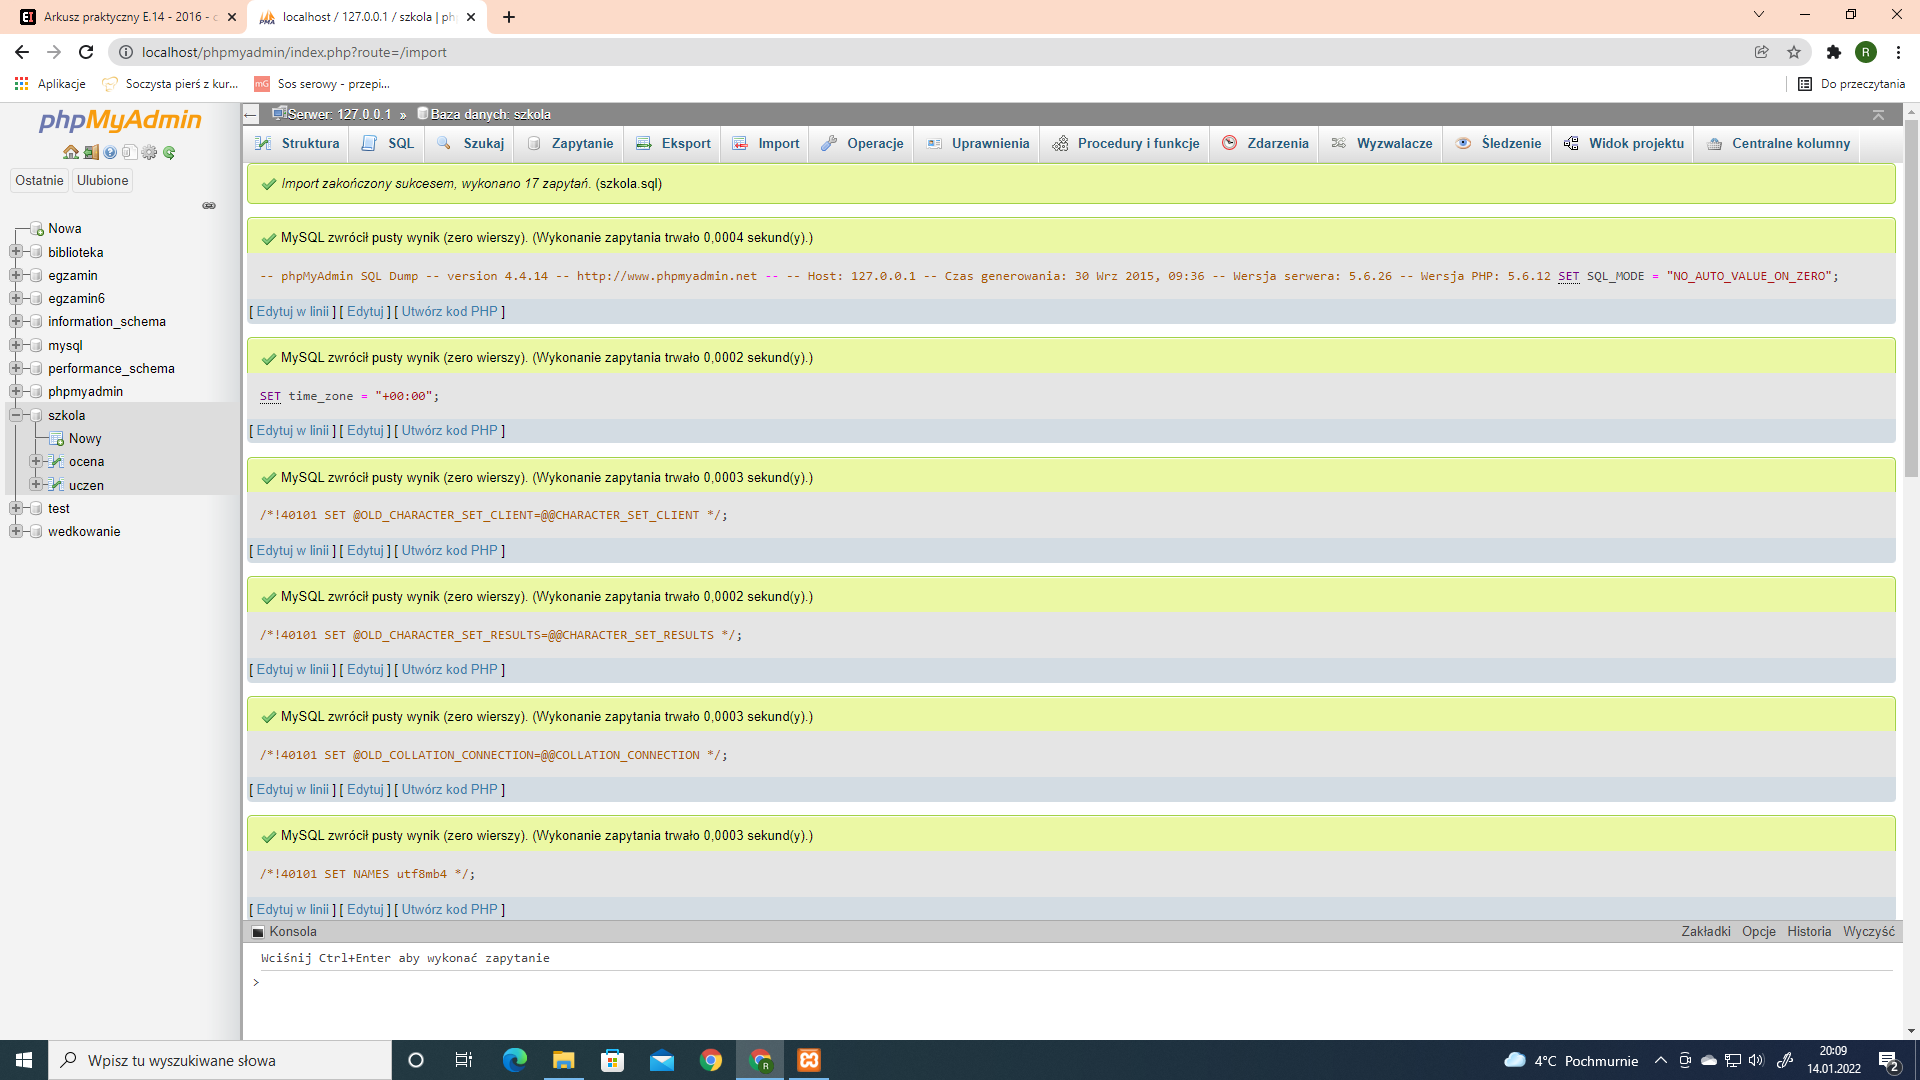 Arkusz praktyczny E.14 - 2016 - c
localhost / 127.0.0.1 / szkola | ph
localhost/phpmyadmin/index.php?route=/import
R
Aplikacje
Soczysta pierś z kur...
mG
Sos serowy - przepi...
Do przeczytania
phpMyAdmin
Ostatnie
Ulubione
Nowa
biblioteka
egzamin
egzamin6
information_schema
mysql
performance_schema
phpmyadmin
szkola
Nowy
ocena
uczen
test
wedkowanie
Serwer: 127.0.0.1 » Baza danych: szkola
Struktura SQL Szukaj Zapytanie Eksport Import Operacje Uprawnienia Procedury i funkcje Zdarzenia Wyzwalacze Śledzenie Widok projektu Centralne kolumny
Import zakończony sukcesem, wykonano 17 zapytań. (szkola.sql)
MySQL zwrócił pusty wynik (zero wierszy). (Wykonanie zapytania trwało 0,0004 sekund(y).)
-- phpMyAdmin SQL Dump -- version 4.4.14 -- http://www.phpmyadmin.net -- -- Host: 127.0.0.1 -- Czas generowania: 30 Wrz 2015, 09:36 -- Wersja serwera: 5.6.26 -- Wersja PHP: 5.6.12 SET SQL_MODE = "NO_AUTO_VALUE_ON_ZERO";
[ Edytuj w linii ] [ Edytuj ] [ Utwórz kod PHP ]
MySQL zwrócił pusty wynik (zero wierszy). (Wykonanie zapytania trwało 0,0002 sekund(y).)
SET time_zone = "+00:00";
[ Edytuj w linii ] [ Edytuj ] [ Utwórz kod PHP ]
MySQL zwrócił pusty wynik (zero wierszy). (Wykonanie zapytania trwało 0,0003 sekund(y).)
/*!40101 SET @OLD_CHARACTER_SET_CLIENT=@@CHARACTER_SET_CLIENT */;
[ Edytuj w linii ] [ Edytuj ] [ Utwórz kod PHP ]
MySQL zwrócił pusty wynik (zero wierszy). (Wykonanie zapytania trwało 0,0002 sekund(y).)
/*!40101 SET @OLD_CHARACTER_SET_RESULTS=@@CHARACTER_SET_RESULTS */;
[ Edytuj w linii ] [ Edytuj ] [ Utwórz kod PHP ]
MySQL zwrócił pusty wynik (zero wierszy). (Wykonanie zapytania trwało 0,0003 sekund(y).)
/*!40101 SET @OLD_COLLATION_CONNECTION=@@COLLATION_CONNECTION */;
[ Edytuj w linii ] [ Edytuj ] [ Utwórz kod PHP ]
MySQL zwrócił pusty wynik (zero wierszy). (Wykonanie zapytania trwało 0,0003 sekund(y).)
/*!40101 SET NAMES utf8mb4 */;
[ Edytuj w linii ] [ Edytuj ] [ Utwórz kod PHP ]
Konsola
Zakładki Opcje Historia Wyczyść
Wciśnij Ctrl+Enter aby wykonać zapytanie
>
Wpisz tu wyszukiwane słowa
4°C Pochmurnie
20:09
14.01.2022
2